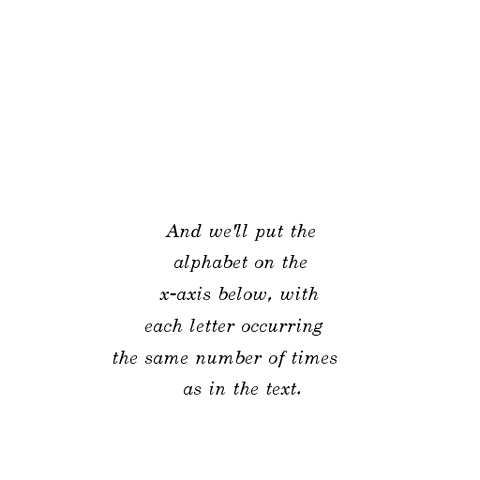 And we'll put the
alphabet on the
x-axis below, with
each letter occurring
the same number of times
as in the text.